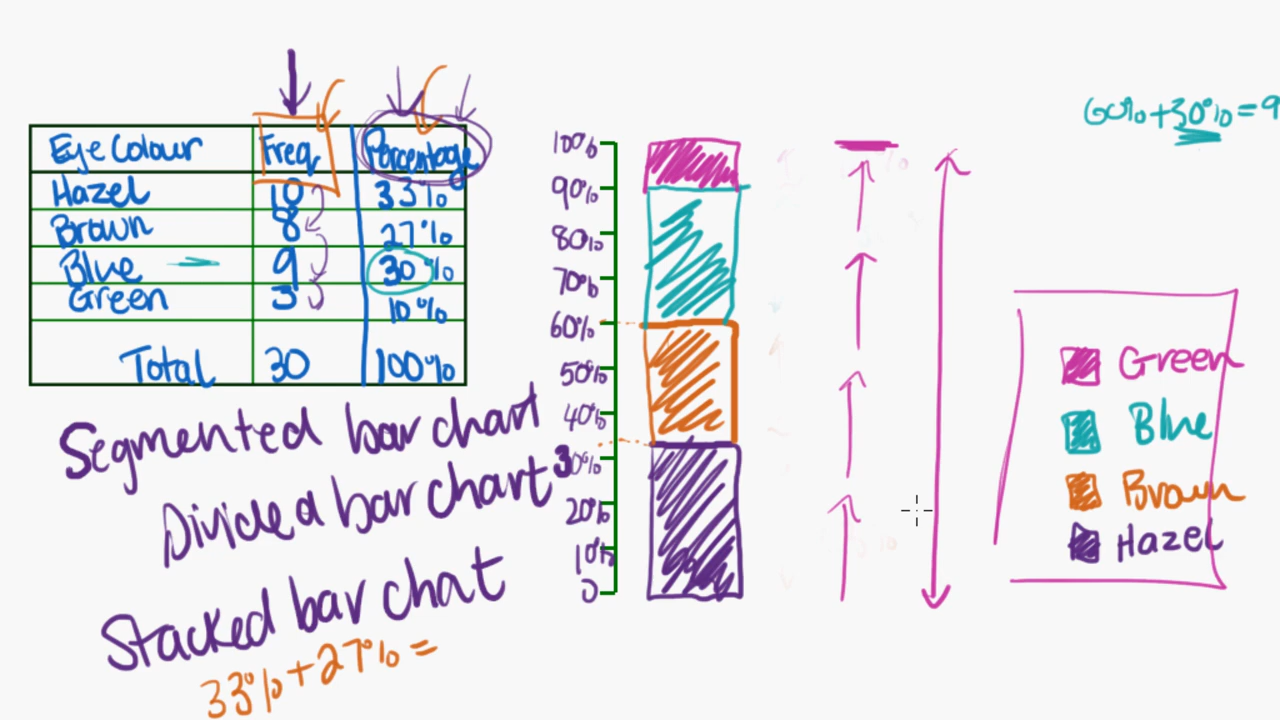 Eye Colour Freq Percentage
Hazel 10 33%
Brown 8 27%
Blue 9 30%
Green 3 10%
Total 30 100%
Segmented bar chart
Divided bar chart
Stacked bar chat
33%+27%=
100%
90%
80%
70%
60%
50%
40%
30%
20%
10%
0
60%+30%=9
Green
Blue
Brown
Hazel